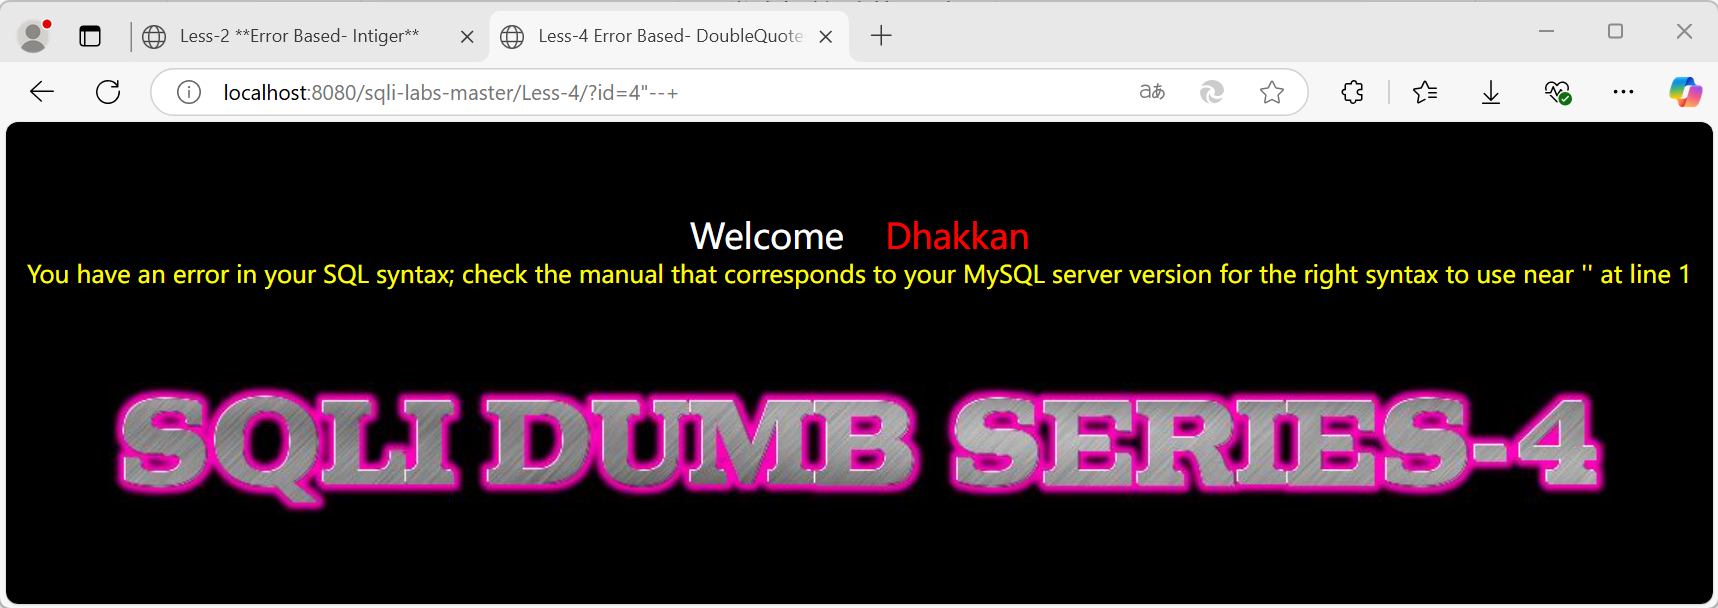 Less-2 **Error Based- Intiger**
Less-4 Error Based- DoubleQuote
localhost:8080/sqli-labs-master/Less-4/?id=4"--+
aあ
Welcome Dhakkan
You have an error in your SQL syntax; check the manual that corresponds to your MySQL server version for the right syntax to use near '' at line 1
SQLI DUMB SERIES-4